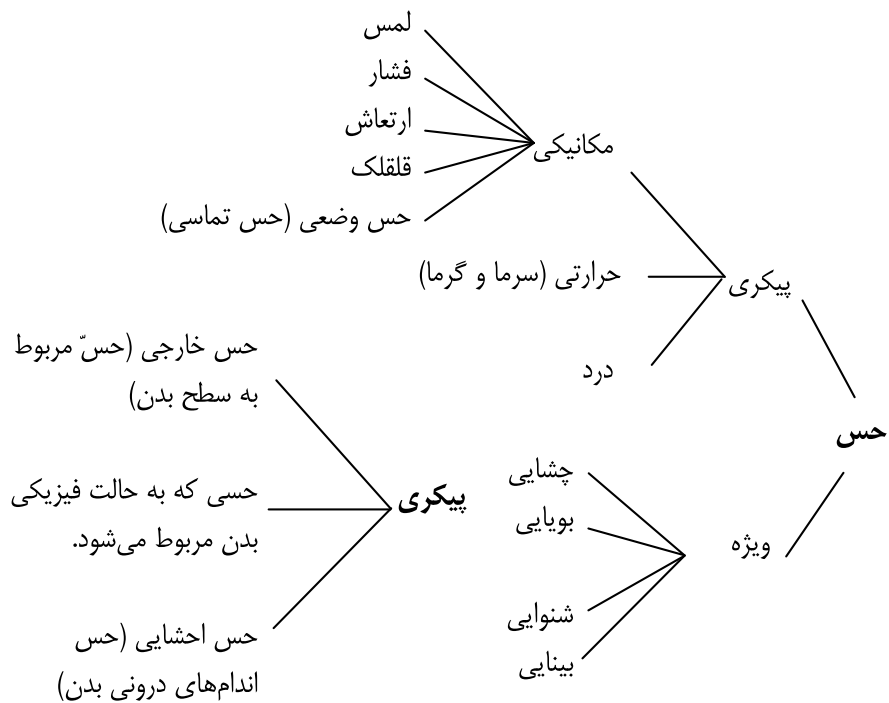 حس
پیکری
مکانیکی
لمس
فشار
ارتعاش
قلقلک
حس وضعی (حس تماسی)
حرارتی (سرما و گرما)
درد
ویژه
چشایی
بویایی
شنوایی
بینایی
پیکری
حس خارجی (حسّ مربوط
به سطح بدن)
حسی که به حالت فیزیکی
بدن مربوط می‌شود.
حس احشایی (حس
اندام‌های درونی بدن)